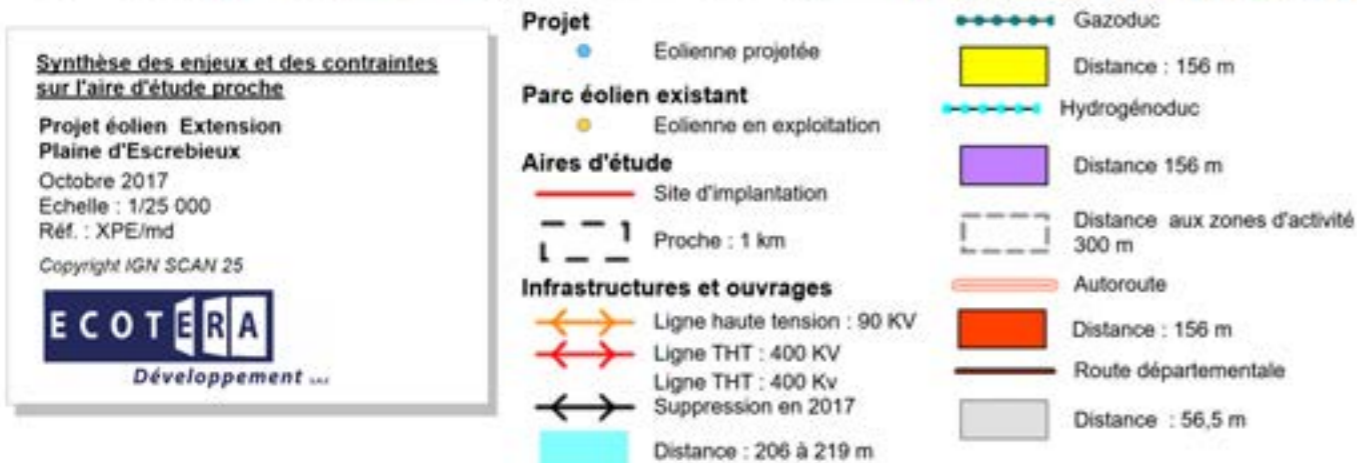 Synthèse des enjeux et des contraintes
sur l'aire d'étude proche
Projet éolien Extension
Plaine d'Escrebieux
Octobre 2017
Echelle : 1/25 000
Réf. : XPE/md
Copyright IGN SCAN 25
ECOTERA
Développement
Projet
Eolienne projetée
Parc éolien existant
Eolienne en exploitation
Aires d'étude
Site d'implantation
Proche : 1 km
Infrastructures et ouvrages
Ligne haute tension : 90 KV
Ligne THT : 400 KV
Ligne THT : 400 Kv
Suppression en 2017
Distance : 206 à 219 m
Gazoduc
Distance : 156 m
Hydrogénoduc
Distance 156 m
Distance aux zones d'activité
300 m
Autoroute
Distance : 156 m
Route départementale
Distance : 56,5 m